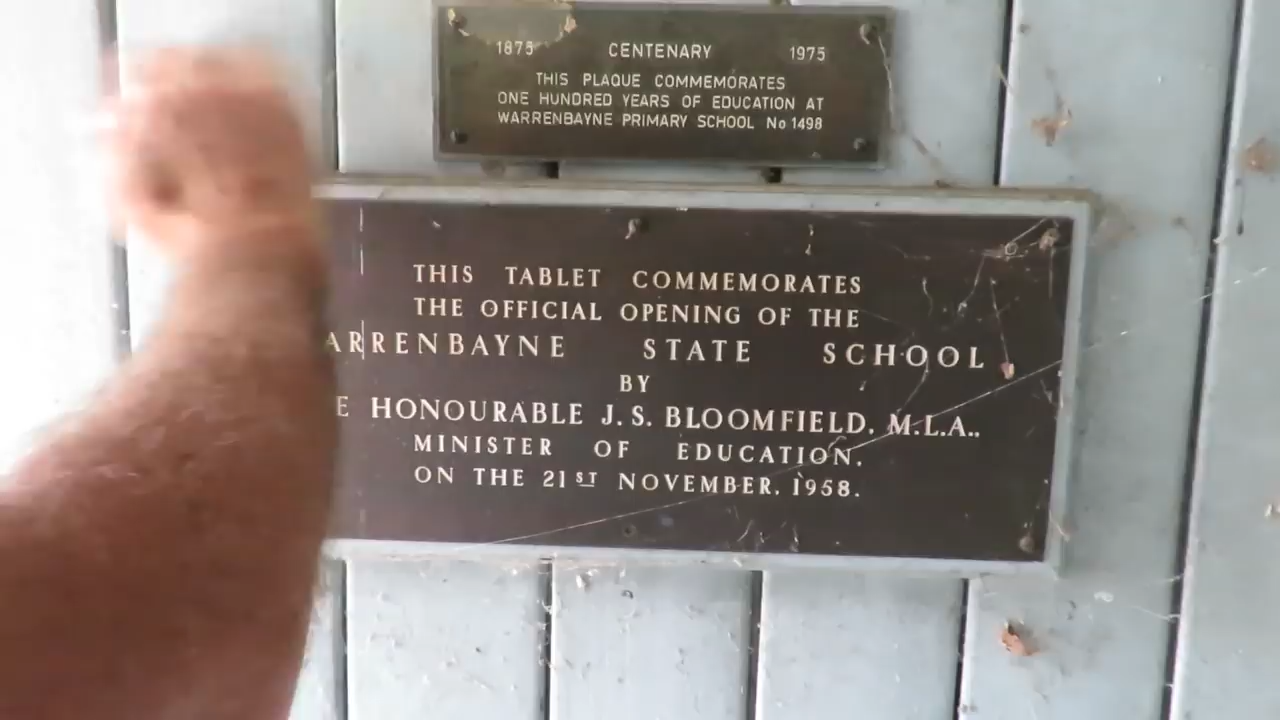 1875 CENTENARY 1975
THIS PLAQUE COMMEMORATES
ONE HUNDRED YEARS OF EDUCATION AT
WARRENBAYNE PRIMARY SCHOOL No 1498
THIS TABLET COMMEMORATES
THE OFFICIAL OPENING OF THE
ARRENBAYNE STATE SCHOOL
BY
E HONOURABLE J. S. BLOOMFIELD, M.L.A.,
MINISTER OF EDUCATION,
ON THE 21ST NOVEMBER, 1958.